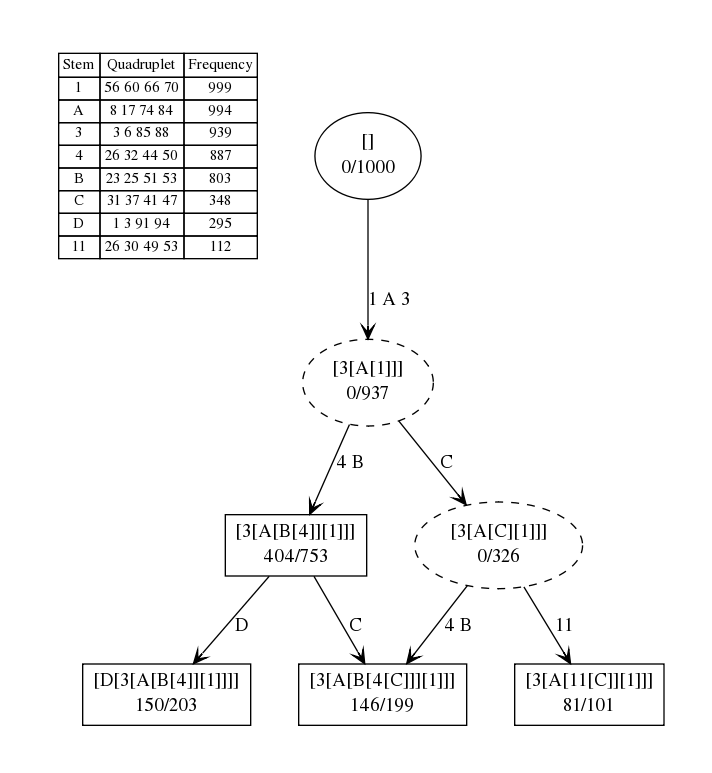 Stem Quadruplet Frequency
1 56 60 66 70 999
A 8 17 74 84 994
3 3 6 85 88 939
4 26 32 44 50 887
B 23 25 51 53 803
C 31 37 41 47 348
D 1 3 91 94 295
11 26 30 49 53 112
[]
0/1000
1 A 3
[3[A[1]]]
0/937
4 B
C
[3[A[B[4]][1]]]
404/753
[3[A[C][1]]]
0/326
D
C
4 B
11
[D[3[A[B[4]][1]]]]
150/203
[3[A[B[4[C]]][1]]]
146/199
[3[A[11[C]][1]]]
81/101